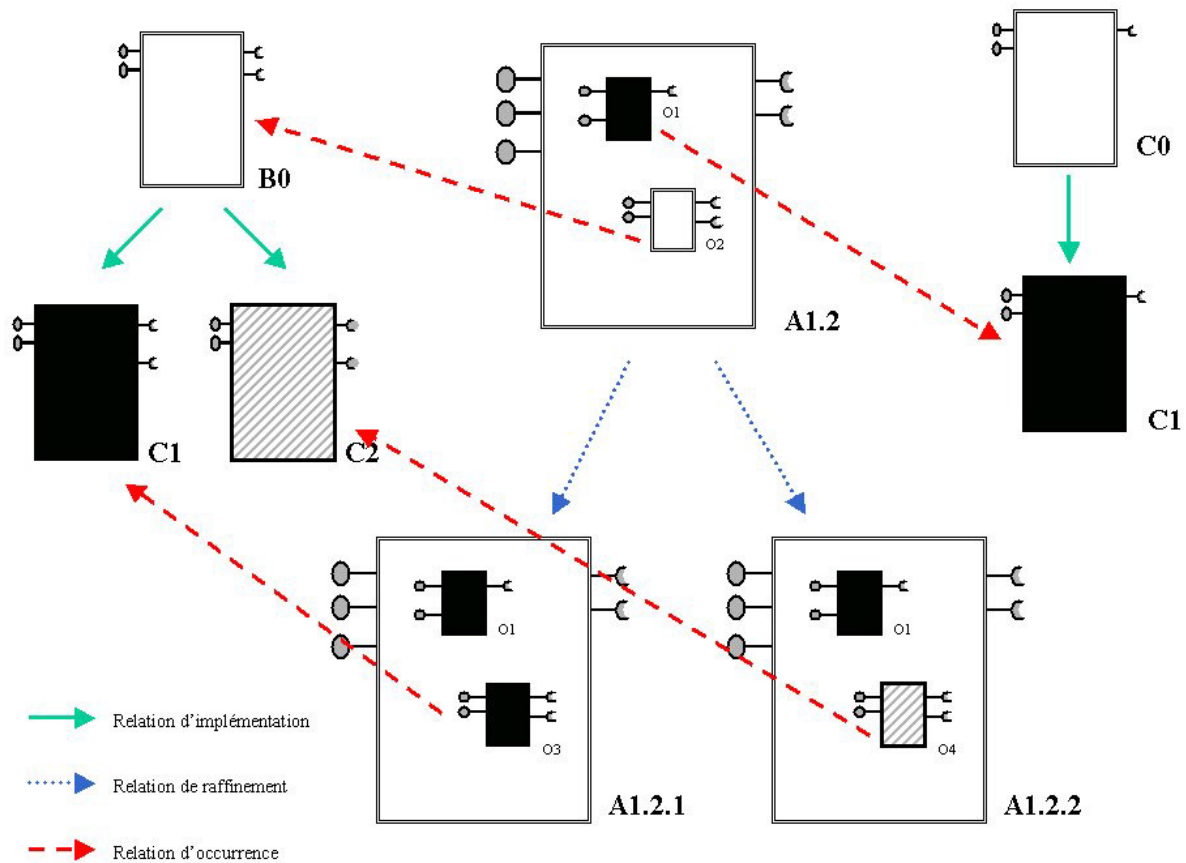 O1
C0
B0
O2
A1.2
C1
C2
C1
O1
O1
O3
O4
Relation d'implémentation
Relation de raffinement
A1.2.1
A1.2.2
Relation d'occurrence